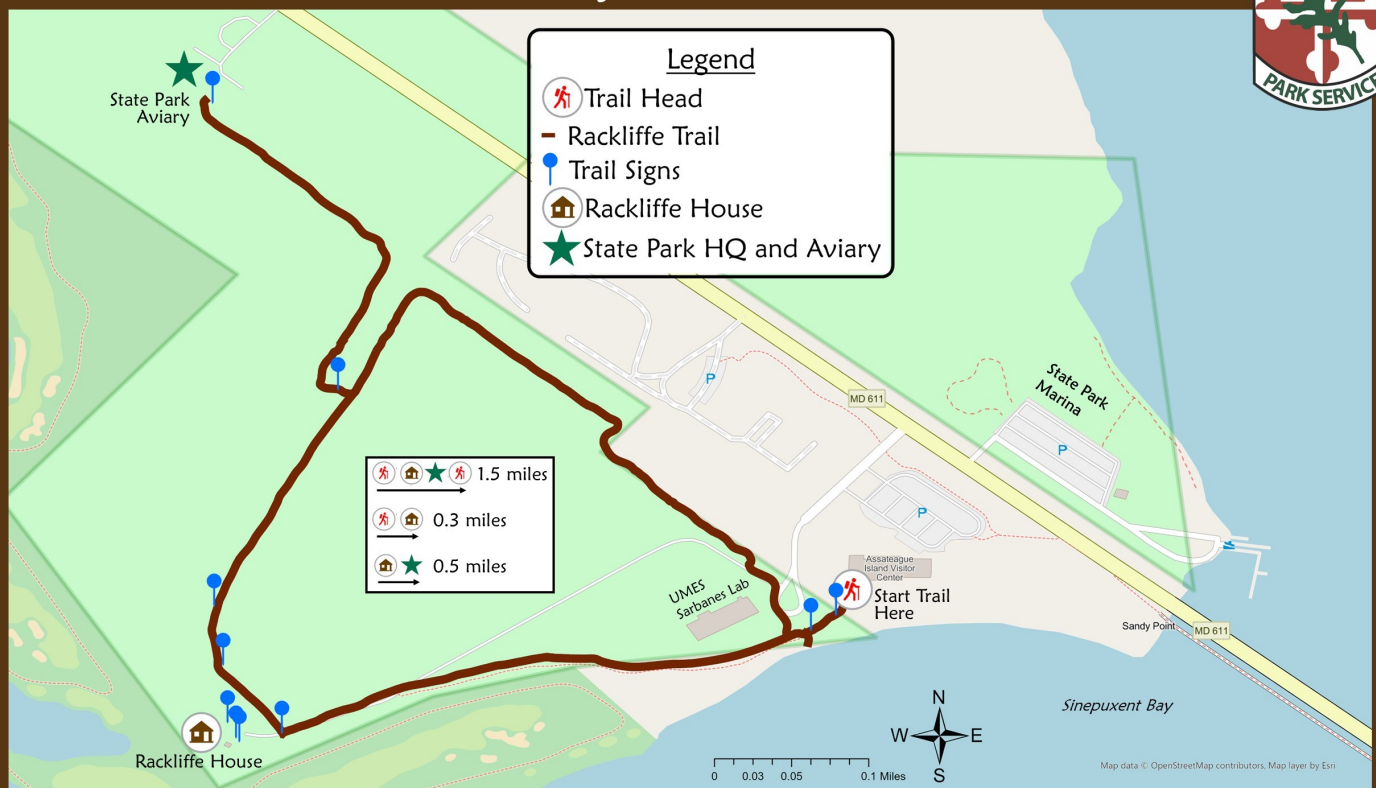 PARK SERVICE
Legend
Trail Head
Rackliffe Trail
Trail Signs
Rackliffe House
State Park HQ and Aviary
State Park
Aviary
MD 611
State Park
Marina
P
P
P
1.5 miles
0.3 miles
0.5 miles
UMES
Sarbanes Lab
Assateague
Island Visitor
Center
Start Trail
Here
Sandy Point
MD 611
Sinepuxent Bay
Rackliffe House
N
W E
S
0 0.03 0.05 0.1 Miles
Map data © OpenStreetMap contributors, Map layer by Esri